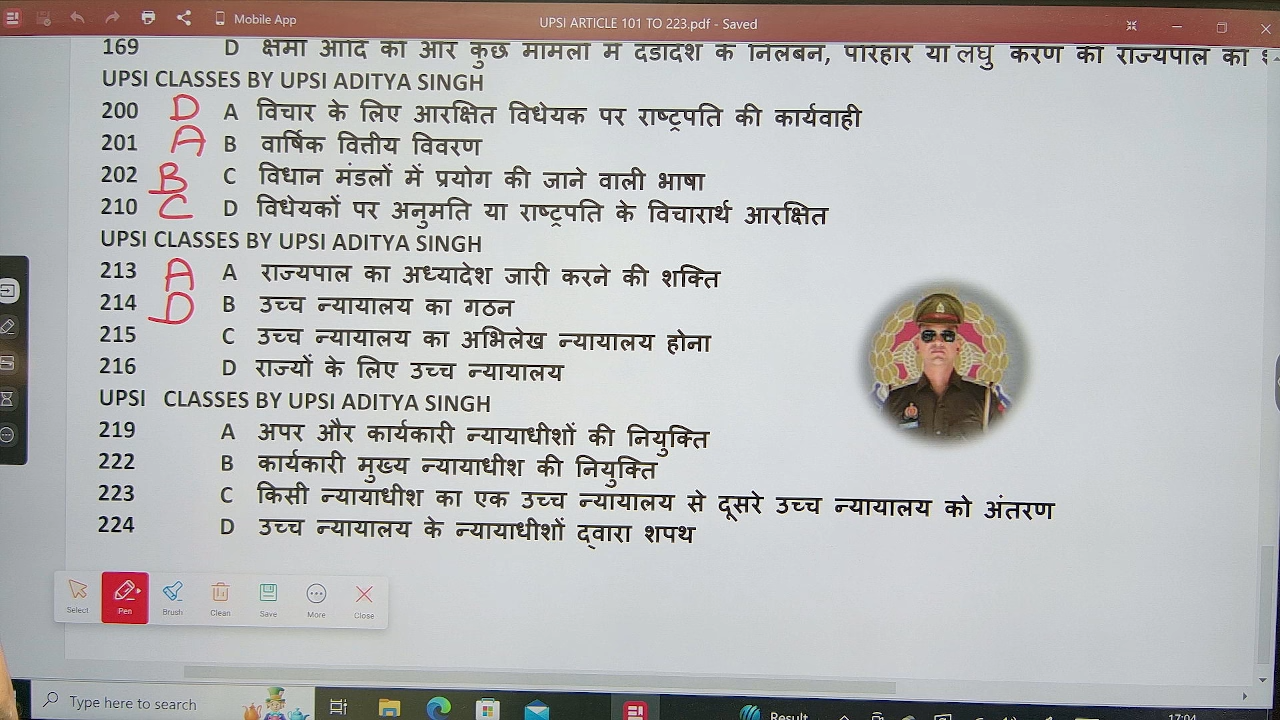 Mobile App
UPSI ARTICLE 101 TO 223.pdf - Saved
169 D क्षमा आदि की और कुछ मामलों में दंडादेश के निलंबन, परिहार या लघु करण की राज्यपाल की
UPSI CLASSES BY UPSI ADITYA SINGH
200 D A विचार के लिए आरक्षित विधेयक पर राष्ट्रपति की कार्यवाही
201 A B वार्षिक वित्तीय विवरण
202 B C विधान मंडलों में प्रयोग की जाने वाली भाषा
210 C D विधेयकों पर अनुमति या राष्ट्रपति के विचारार्थ आरक्षित
UPSI CLASSES BY UPSI ADITYA SINGH
213 A A राज्यपाल का अध्यादेश जारी करने की शक्ति
214 D B उच्च न्यायालय का गठन
215 C उच्च न्यायालय का अभिलेख न्यायालय होना
216 D राज्यों के लिए उच्च न्यायालय
UPSI CLASSES BY UPSI ADITYA SINGH
219 A अपर और कार्यकारी न्यायाधीशों की नियुक्ति
222 B कार्यकारी मुख्य न्यायाधीश की नियुक्ति
223 C किसी न्यायाधीश का एक उच्च न्यायालय से दूसरे उच्च न्यायालय को अंतरण
224 D उच्च न्यायालय के न्यायाधीशों द्वारा शपथ
Select Pen Brush Clean Save More Close
Type here to search
Result
17:04